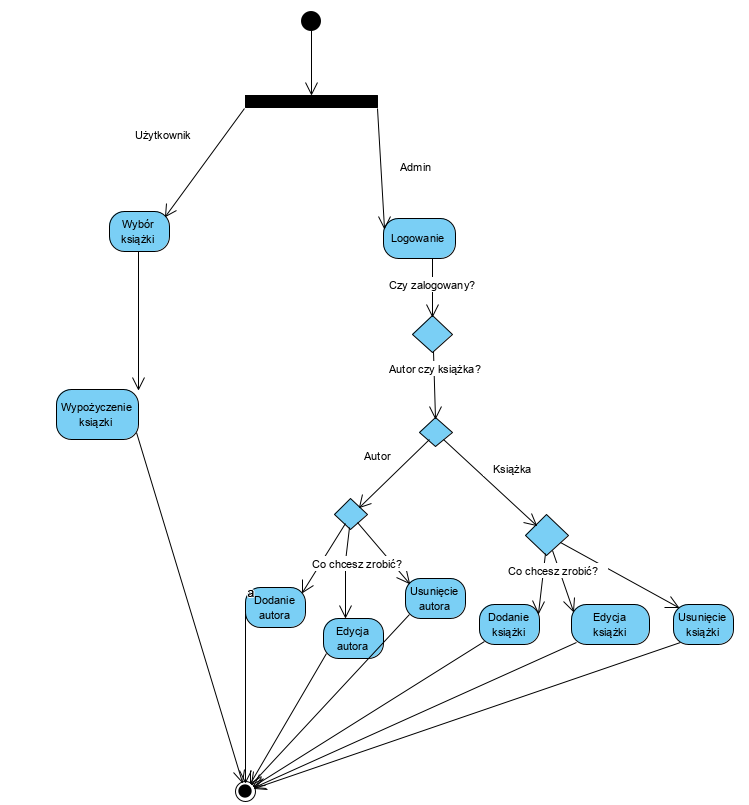 Użytkownik
Admin
Wybór
książki
Logowanie
Czy zalogowany?
Autor czy książka?
Wypożyczenie
ksiązki
Autor
Książka
Co chcesz zrobić?
Co chcesz zrobić?
a
Dodanie
autora
Usunięcie
autora
Edycja
autora
Dodanie
książki
Edycja
książki
Usunięcie
książki